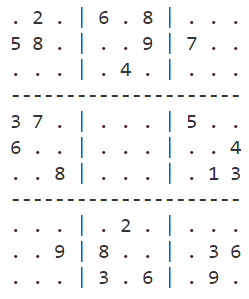 . 2 . | 6 . 8 | . . .
5 8 . | . . 9 | 7 . .
. . . | . 4 . | . . .
---------------------
3 7 . | . . . | 5 . .
6 . . | . . . | . . 4
. . 8 | . . . | . 1 3
---------------------
. . . | . 2 . | . . .
. . 9 | 8 . . | . 3 6
. . . | 3 . 6 | . 9 .